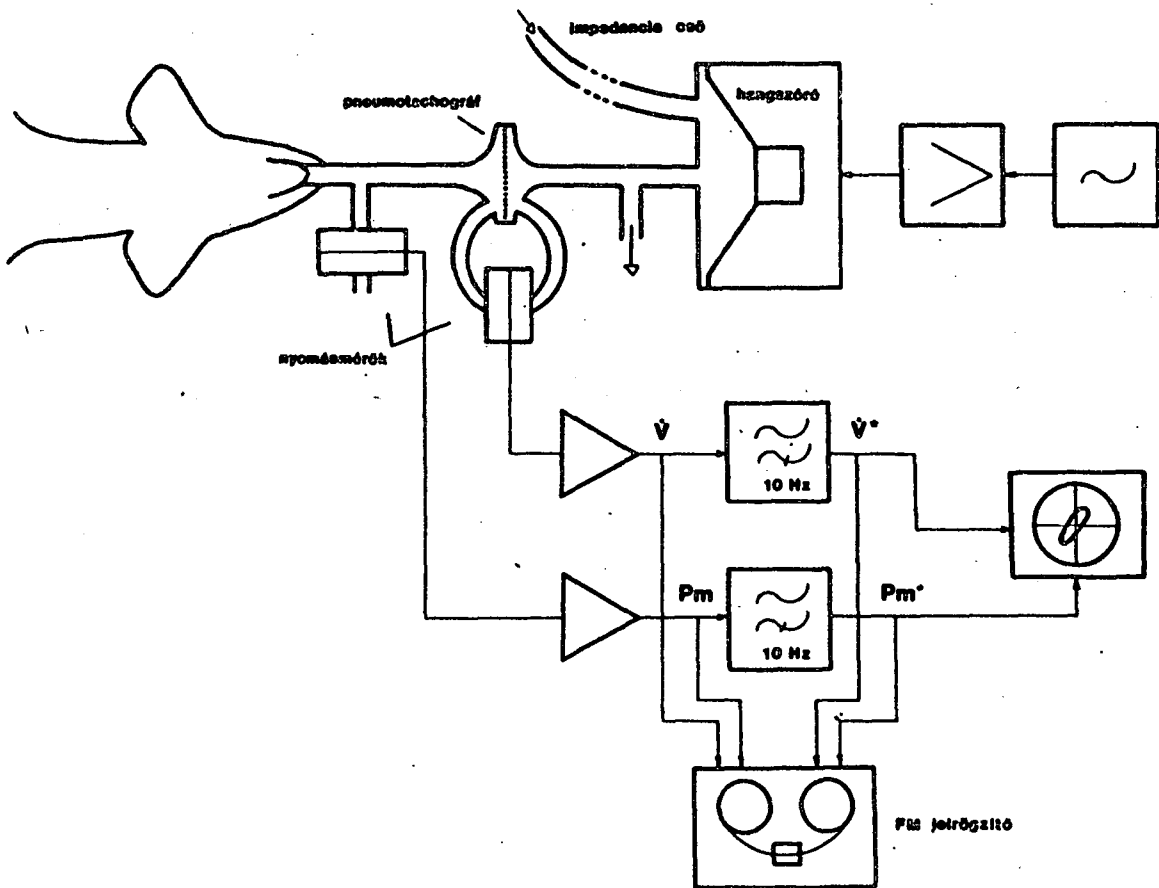 impedancia cső
hangszóró
pneumotachográf
nyomásmérők
V̇
V̇*
10 Hz
Pm
Pm*
10 Hz
FM jelrögzítő